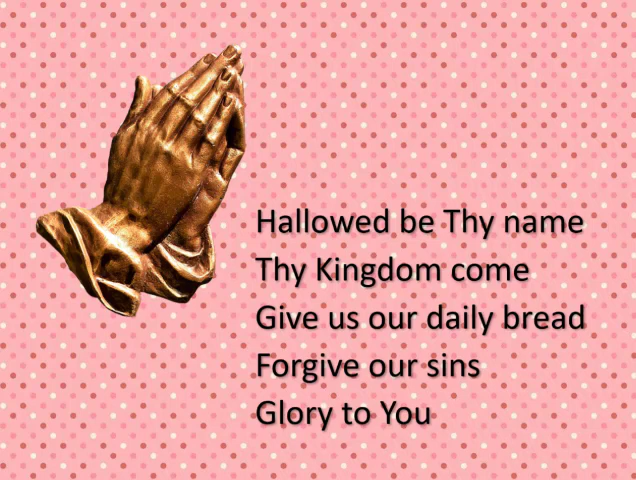 Hallowed be Thy name
Thy Kingdom come
Give us our daily bread
Forgive our sins
Glory to You